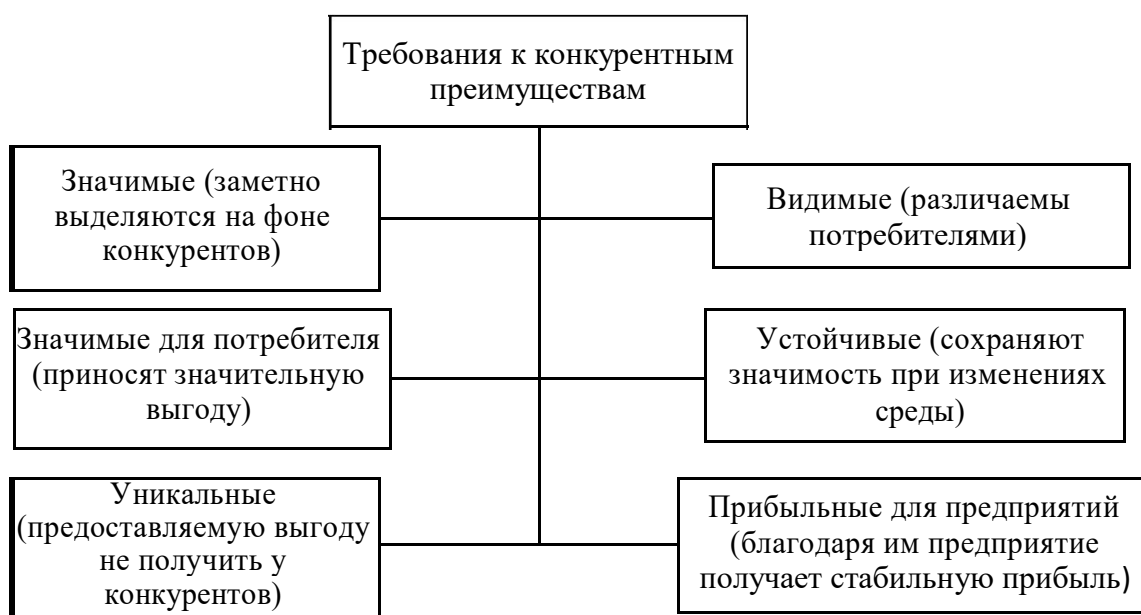 Требования к конкурентным
преимуществам
Значимые (заметно
выделяются на фоне
конкурентов)
Видимые (различаемы
потребителями)
Значимые для потребителя
(приносят значительную
выгоду)
Устойчивые (сохраняют
значимость при изменениях
среды)
Уникальные
(предоставляемую выгоду
не получить у
конкурентов)
Прибыльные для предприятий
(благодаря им предприятие
получает стабильную прибыль)